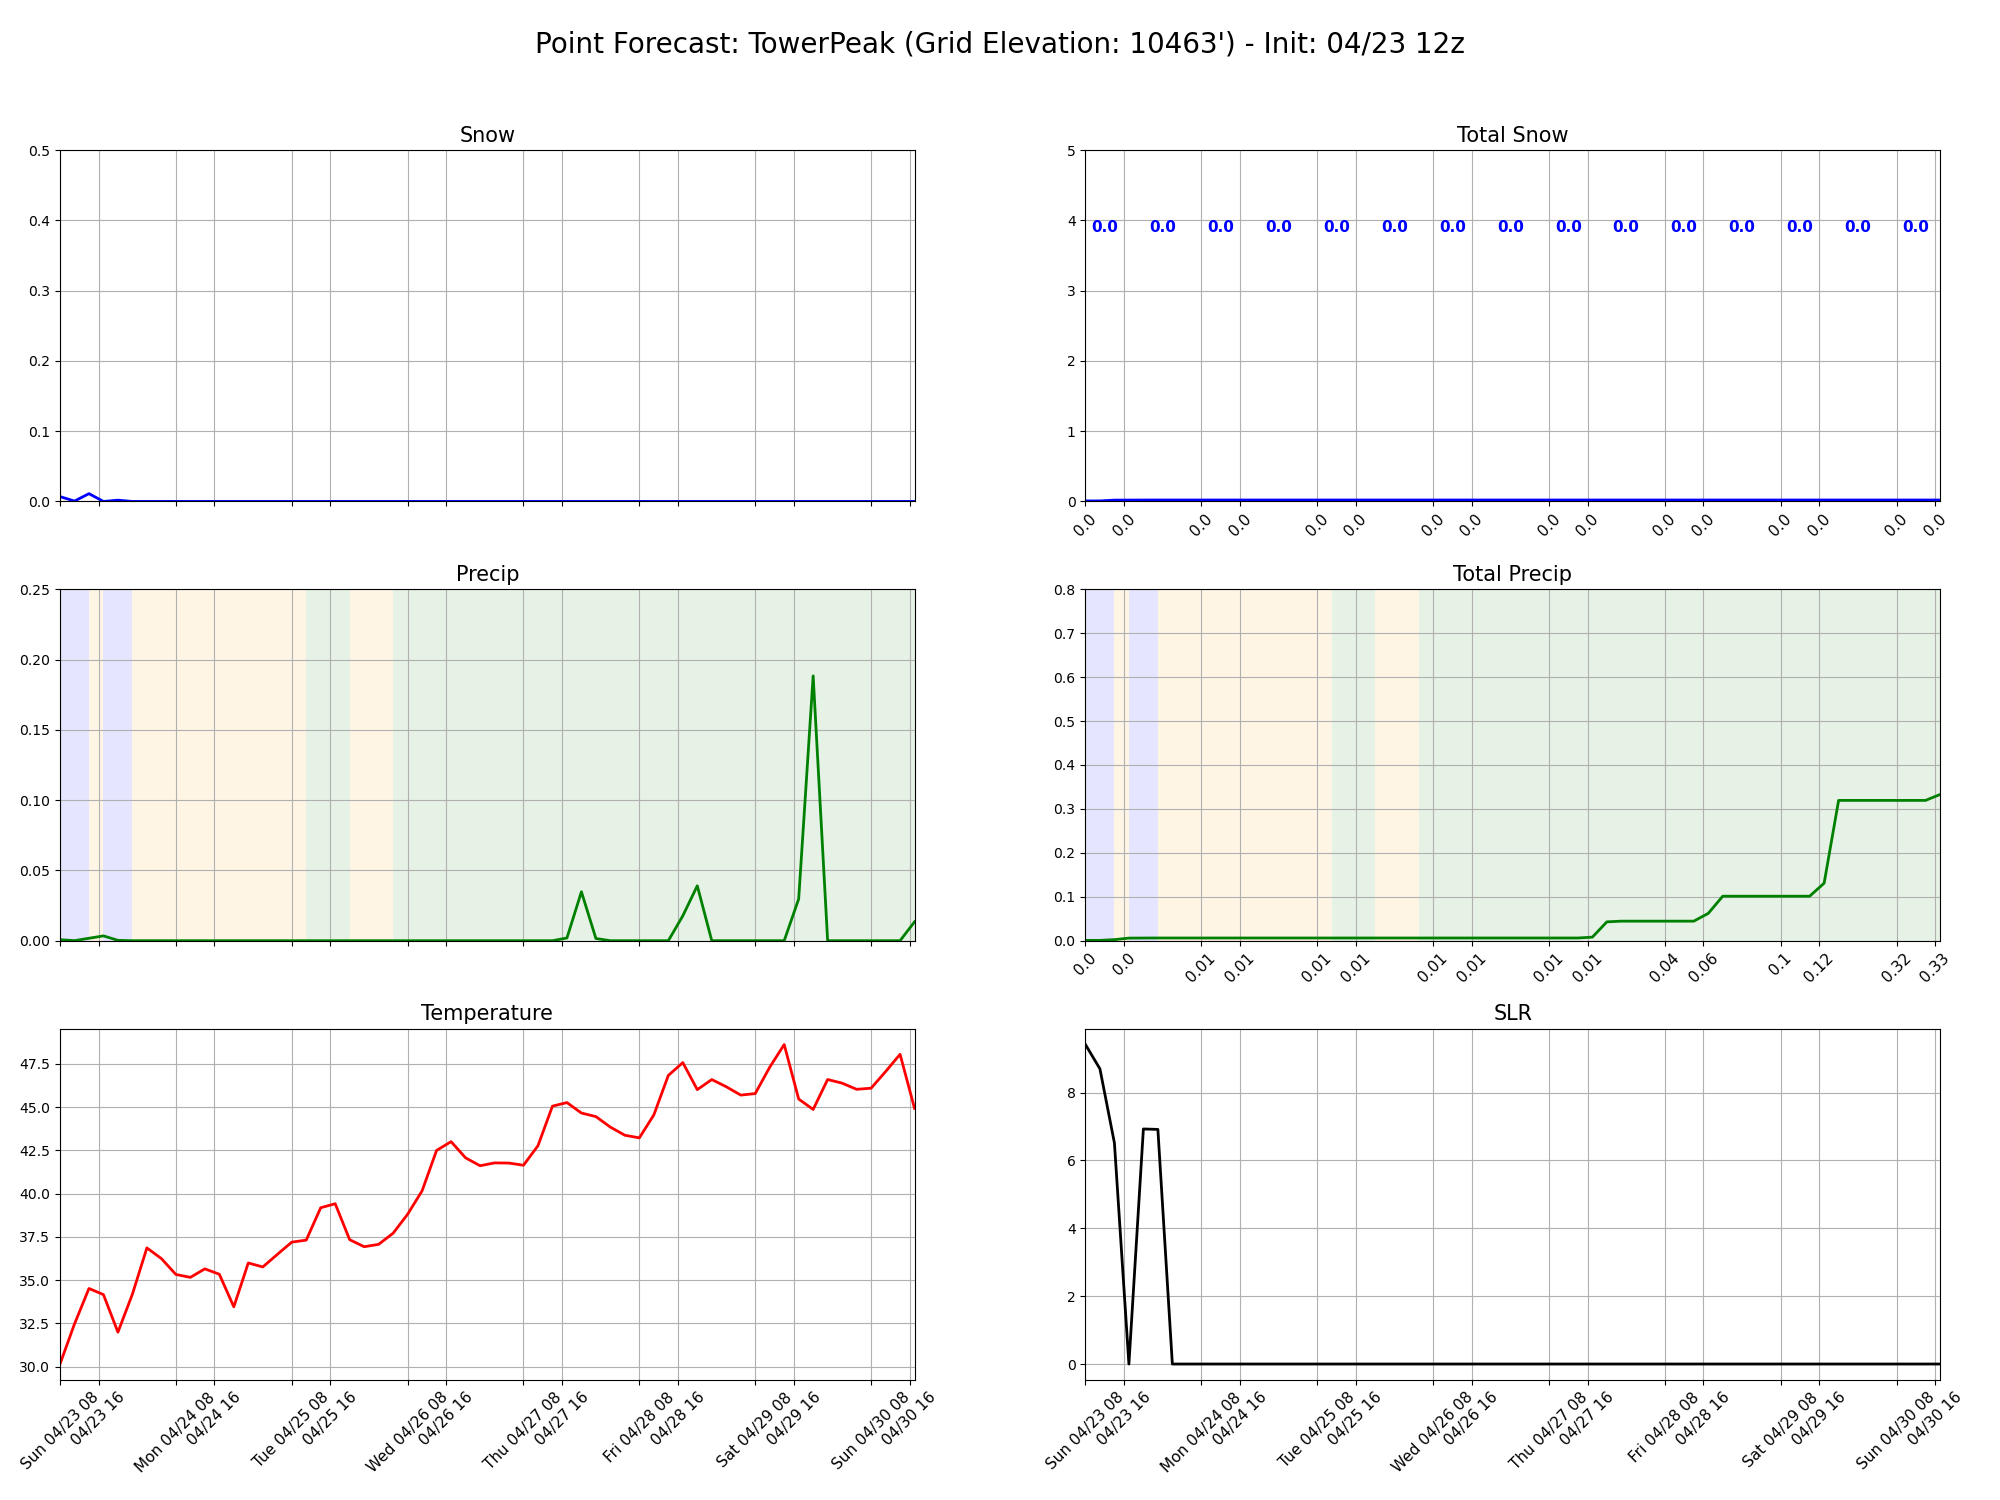 Point Forecast: TowerPeak (Grid Elevation: 10463') - Init: 04/23 12z
Snow
0.5
0.4
0.3
0.2
0.1
0.0
Total Snow
5
4
3
2
1
0
0.0 0.0 0.0 0.0 0.0 0.0 0.0 0.0 0.0 0.0 0.0 0.0 0.0 0.0 0.0
0.0 0.0 0.0 0.0 0.0 0.0 0.0 0.0 0.0 0.0 0.0 0.0 0.0 0.0 0.0 0.0
Precip
0.25
0.20
0.15
0.10
0.05
0.00
Total Precip
0.8
0.7
0.6
0.5
0.4
0.3
0.2
0.1
0.0
0.0 0.0 0.01 0.01 0.01 0.01 0.01 0.01 0.01 0.01 0.04 0.06 0.1 0.12 0.32 0.33
Temperature
47.5
45.0
42.5
40.0
37.5
35.0
32.5
30.0
Sun 04/23 08
04/23 16
Mon 04/24 08
04/24 16
Tue 04/25 08
04/25 16
Wed 04/26 08
04/26 16
Thu 04/27 08
04/27 16
Fri 04/28 08
04/28 16
Sat 04/29 08
04/29 16
Sun 04/30 08
04/30 16
SLR
8
6
4
2
0
Sun 04/23 08
04/23 16
Mon 04/24 08
04/24 16
Tue 04/25 08
04/25 16
Wed 04/26 08
04/26 16
Thu 04/27 08
04/27 16
Fri 04/28 08
04/28 16
Sat 04/29 08
04/29 16
Sun 04/30 08
04/30 16